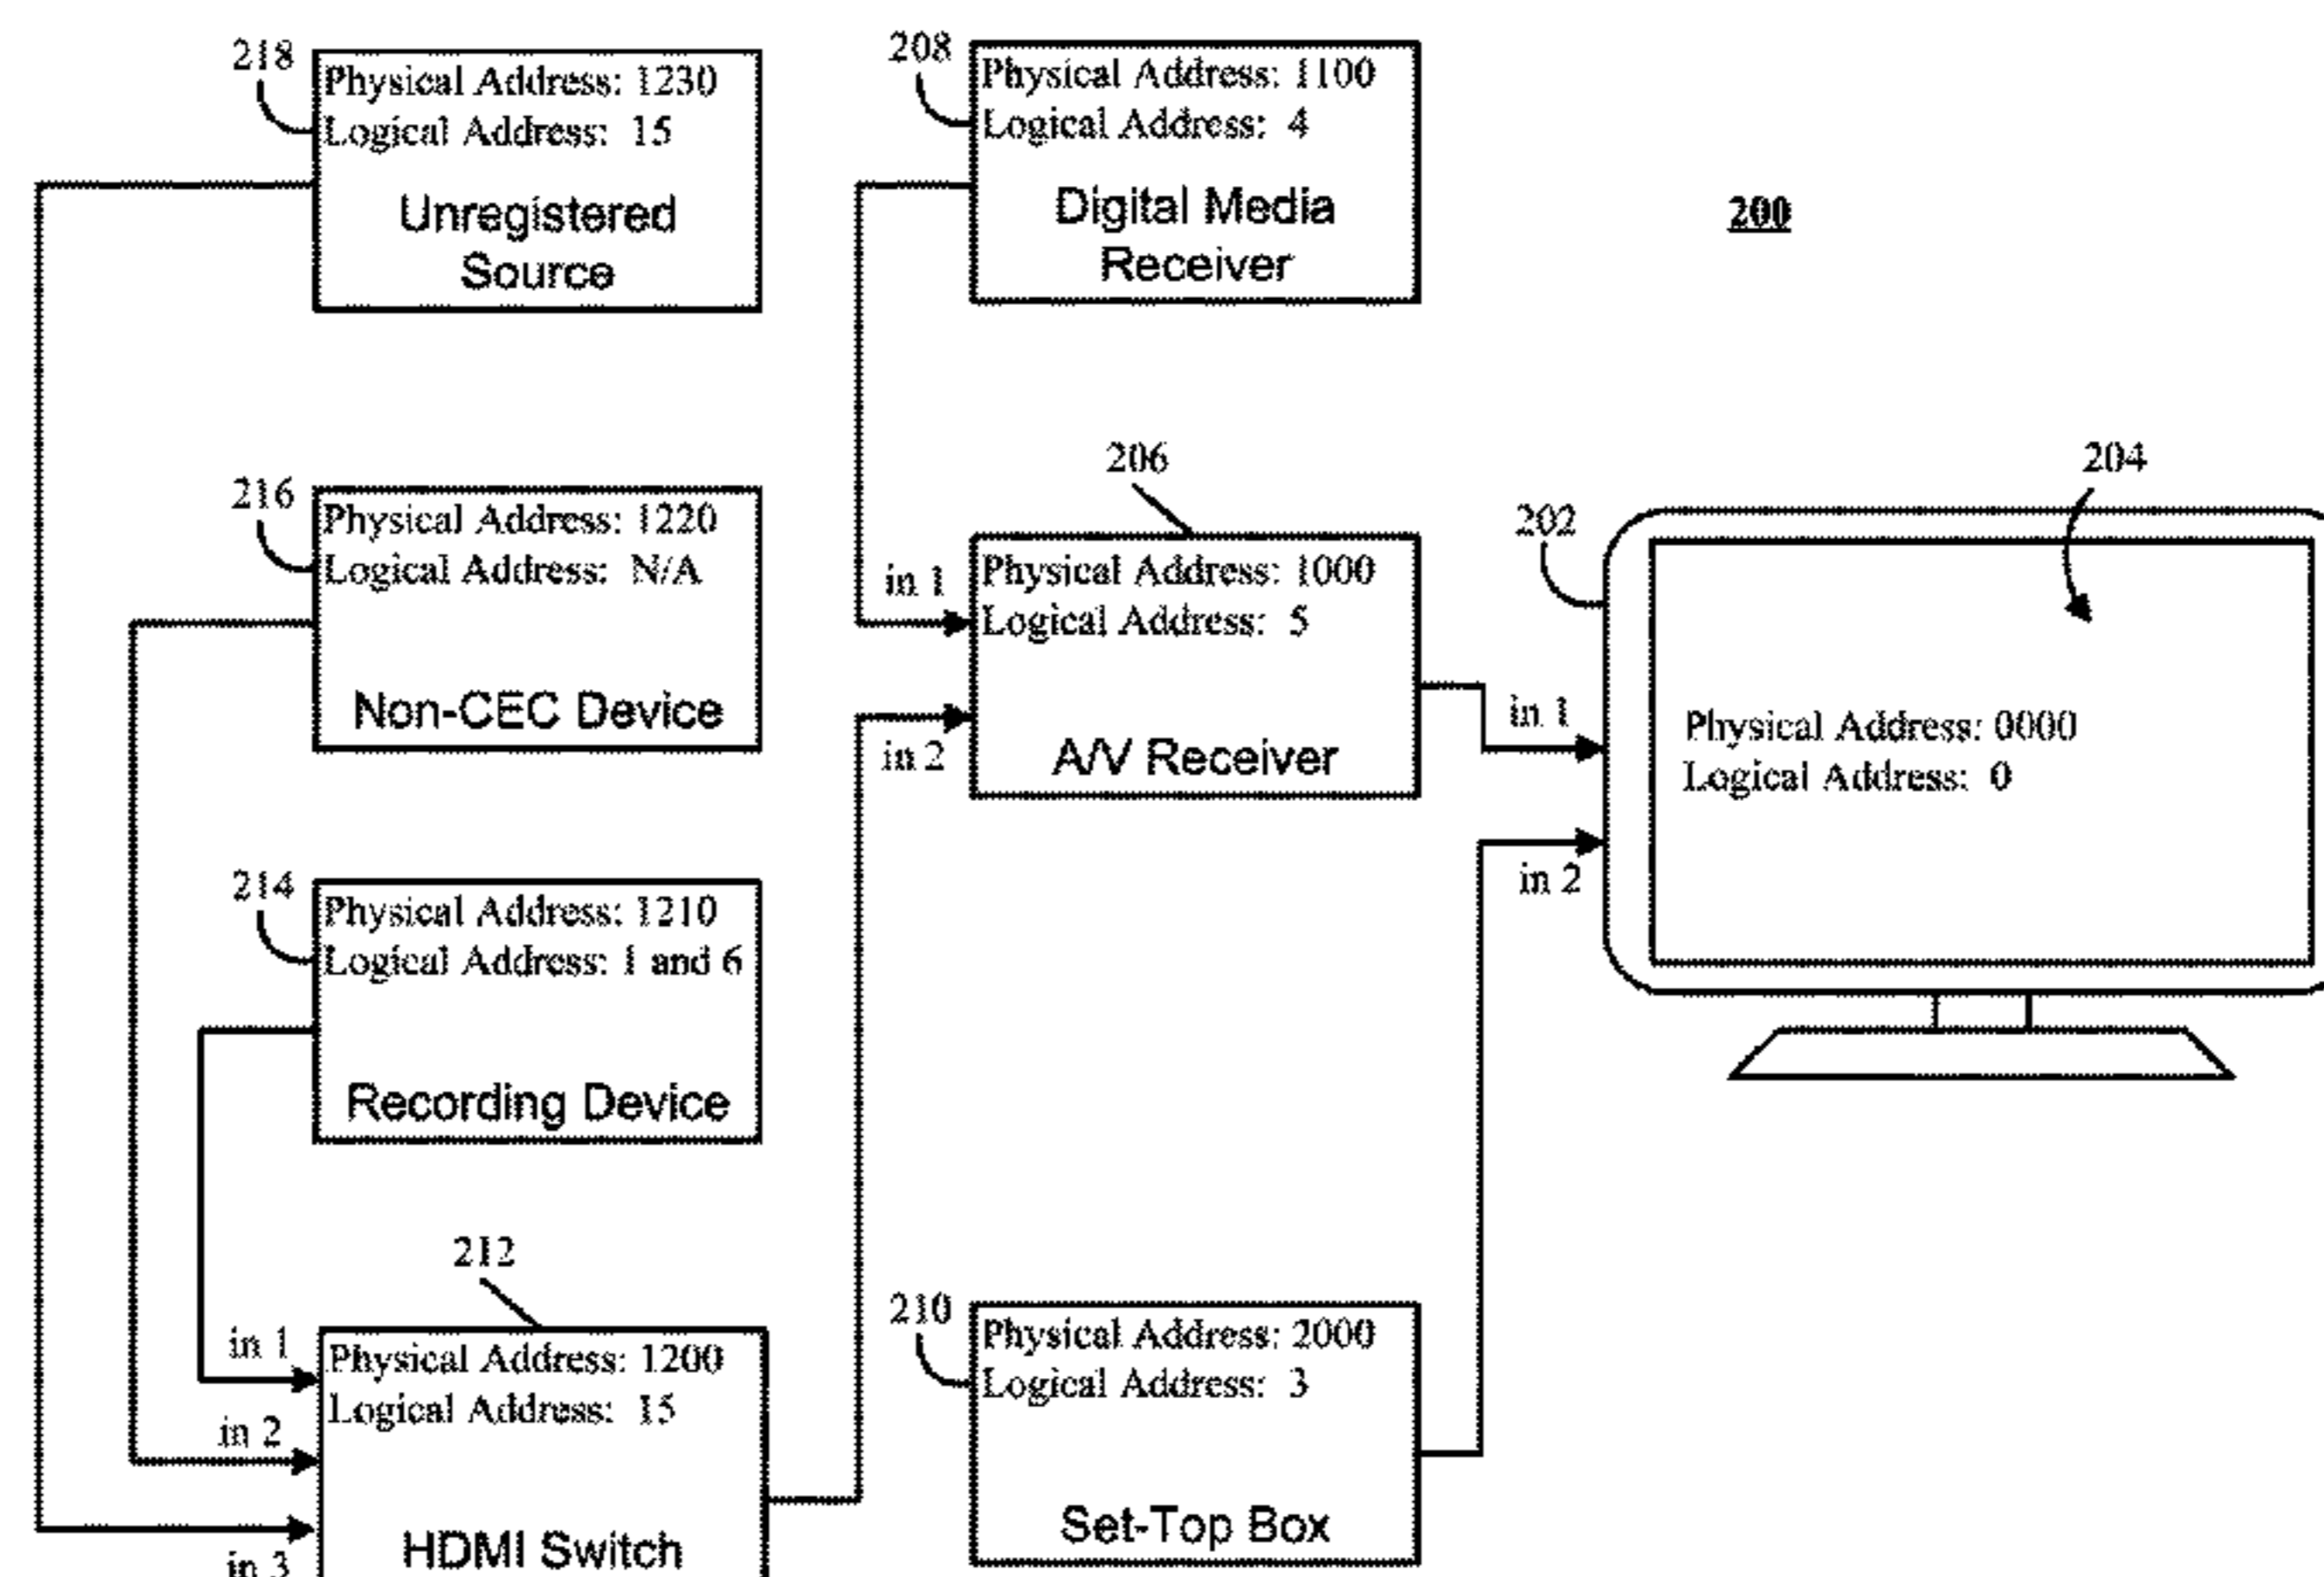 218
Physical Address: 1230
Logical Address: 15
Unregistered
Source
208
Physical Address: 1100
Logical Address: 4
Digital Media
Receiver
200
216
Physical Address: 1220
Logical Address: N/A
Non-CEC Device
206
in 1
Physical Address: 1000
Logical Address: 5
in 2
A/V Receiver
204
202
in 1
Physical Address: 0000
Logical Address: 0
in 2
214
Physical Address: 1210
Logical Address: 1 and 6
Recording Device
212
in 1
Physical Address: 1200
Logical Address: 15
in 2
HDMI Switch
in 3
210
Physical Address: 2000
Logical Address: 3
Set-Top Box